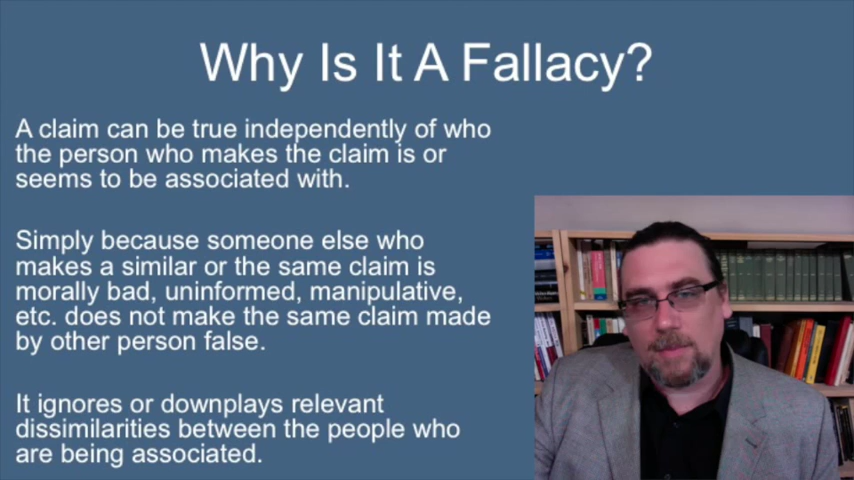 Why Is It A Fallacy?
A claim can be true independently of who
the person who makes the claim is or
seems to be associated with.
Simply because someone else who
makes a similar or the same claim is
morally bad, uninformed, manipulative,
etc. does not make the same claim made
by other person false.
It ignores or downplays relevant
dissimilarities between the people who
are being associated.